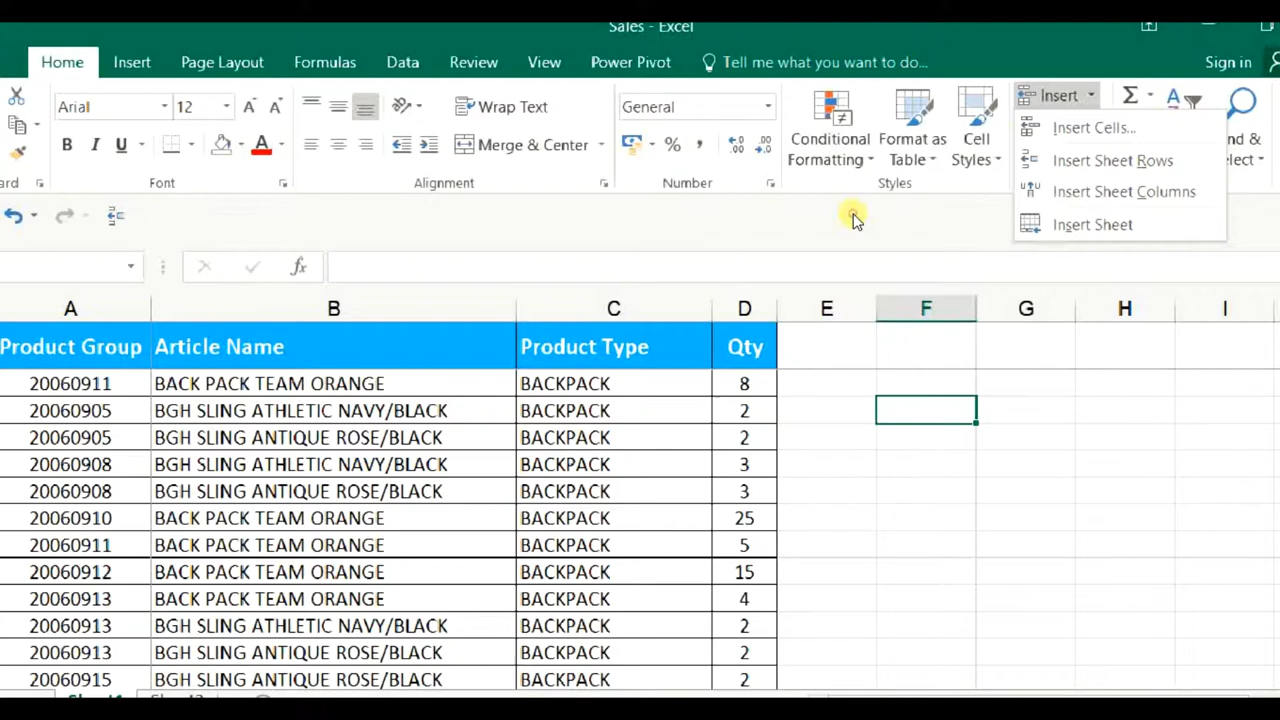 Sales - Excel
Home Insert Page Layout Formulas Data Review View Power Pivot Tell me what you want to do... Sign in
Arial 12 Wrap Text General Insert Σ A
B I U A Merge & Center % , Conditional Formatting Format as Table Cell Styles
Insert Cells...
Insert Sheet Rows
Insert Sheet Columns
Insert Sheet
ard Font Alignment Number Styles
fx
A B C D E F G H I
Product Group Article Name Product Type Qty
20060911 BACK PACK TEAM ORANGE BACKPACK 8
20060905 BGH SLING ATHLETIC NAVY/BLACK BACKPACK 2
20060905 BGH SLING ANTIQUE ROSE/BLACK BACKPACK 2
20060908 BGH SLING ATHLETIC NAVY/BLACK BACKPACK 3
20060908 BGH SLING ANTIQUE ROSE/BLACK BACKPACK 3
20060910 BACK PACK TEAM ORANGE BACKPACK 25
20060911 BACK PACK TEAM ORANGE BACKPACK 5
20060912 BACK PACK TEAM ORANGE BACKPACK 15
20060913 BACK PACK TEAM ORANGE BACKPACK 4
20060913 BGH SLING ATHLETIC NAVY/BLACK BACKPACK 2
20060913 BGH SLING ANTIQUE ROSE/BLACK BACKPACK 2
20060915 BGH SLING ANTIQUE ROSE/BLACK BACKPACK 2